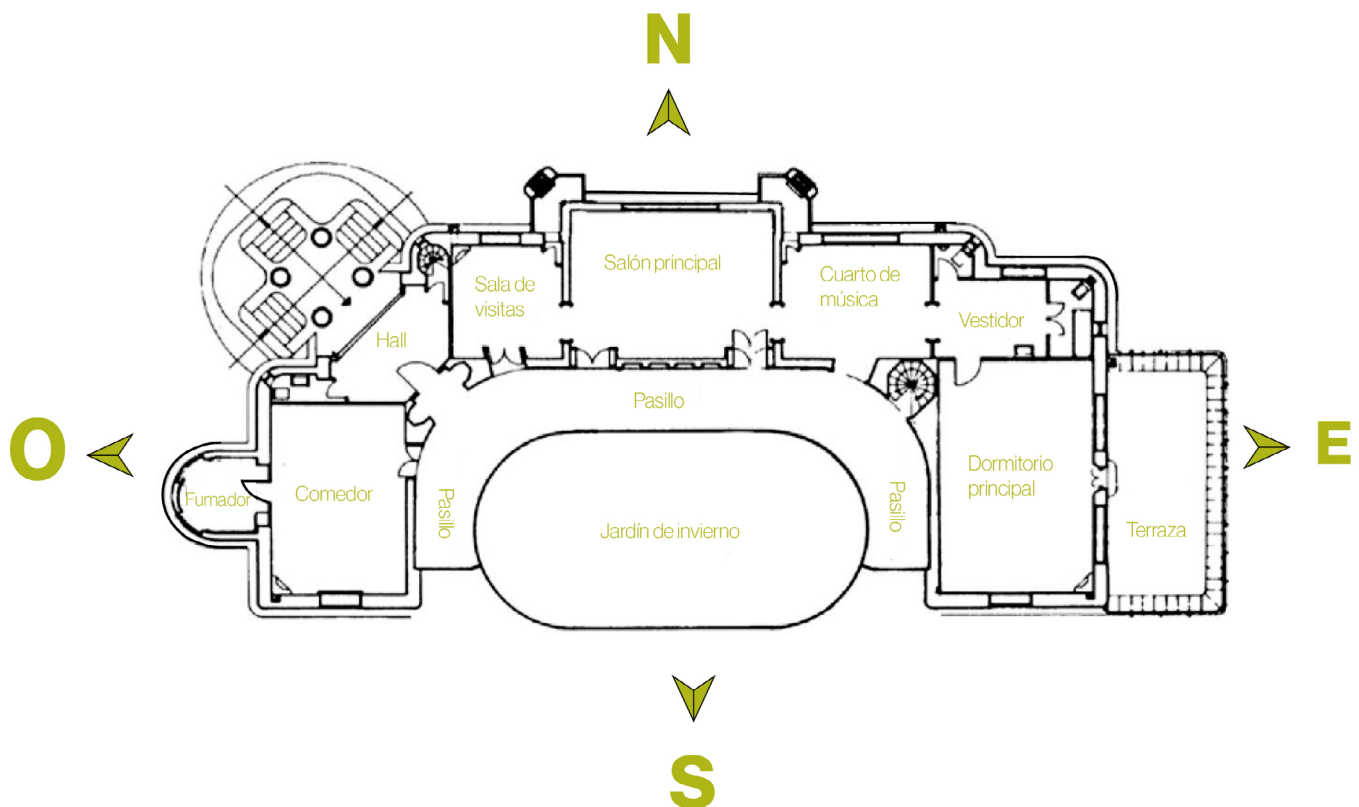 N
Salón principal
Cuarto de
música
Sala de
visitas
Vestidor
Hall
Pasillo
O
E
Fumador
Comedor
Pasillo
Jardín de invierno
Pasillo
Dormitorio
principal
Terraza
S